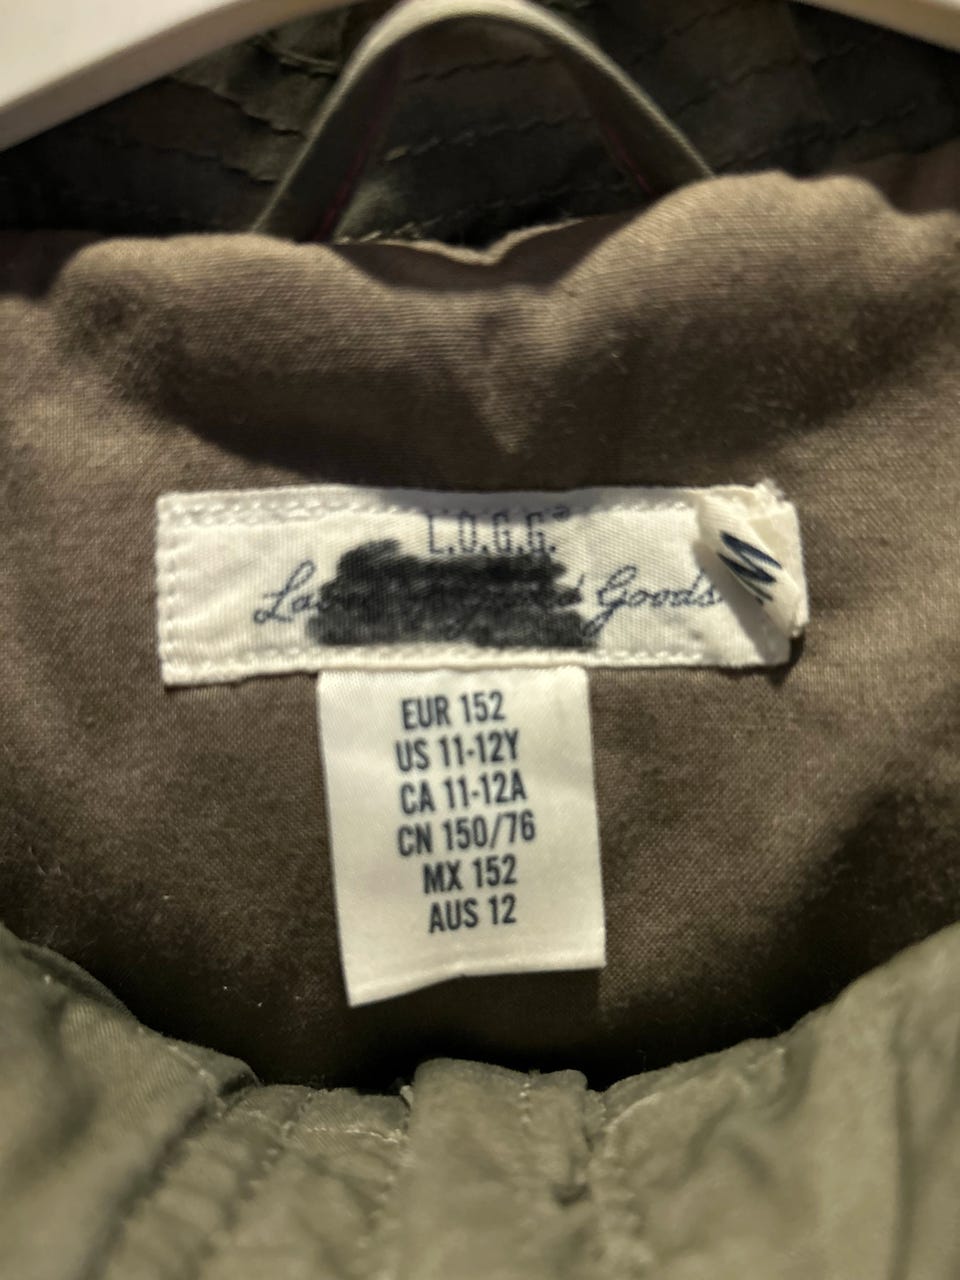 L.O.G.G.®
Goods
EUR 152
US 11-12Y
CA 11-12A
CN 150/76
MX 152
AUS 12